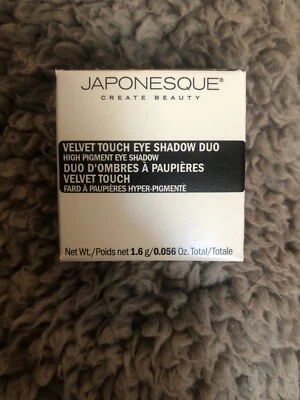 JAPONESQUE®
CREATE BEAUTY
VELVET TOUCH EYE SHADOW DUO
HIGH PIGMENT EYE SHADOW
DUO D'OMBRES À PAUPIÈRES
VELVET TOUCH
FARD À PAUPIÈRES HYPER-PIGMENTÉ
Net Wt./Poids net 1.6 g/0.056 Oz. Total/Totale